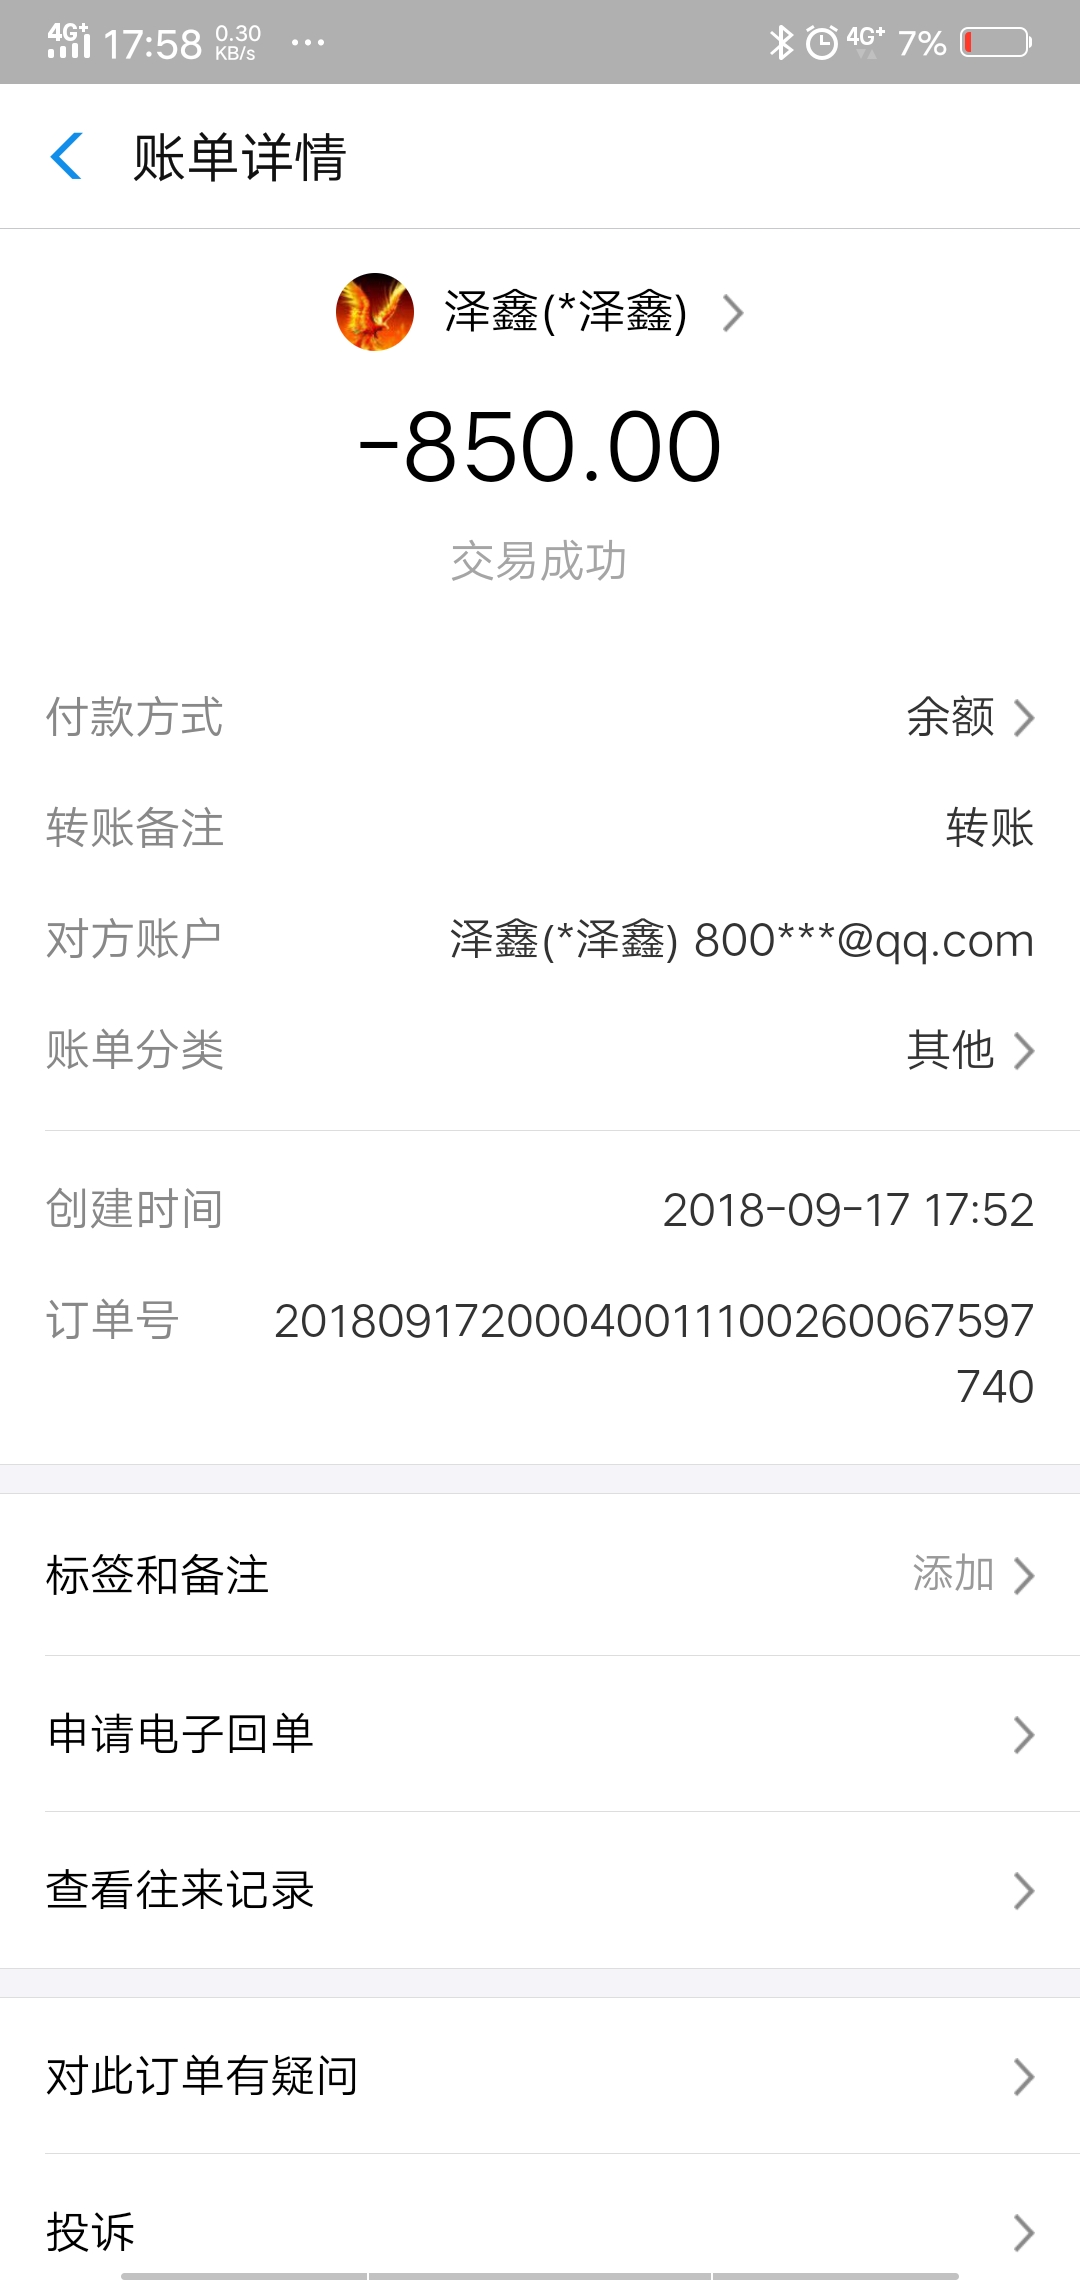 4G+ 17:58 0.30 KB/s ... 4G+ 7%
账单详情
泽鑫(*泽鑫)
-850.00
交易成功
付款方式 余额
转账备注 转账
对方账户 泽鑫(*泽鑫) 800***@qq.com
账单分类 其他
创建时间 2018-09-17 17:52
订单号 20180917200040011100260067597
740
标签和备注 添加
申请电子回单
查看往来记录
对此订单有疑问
投诉